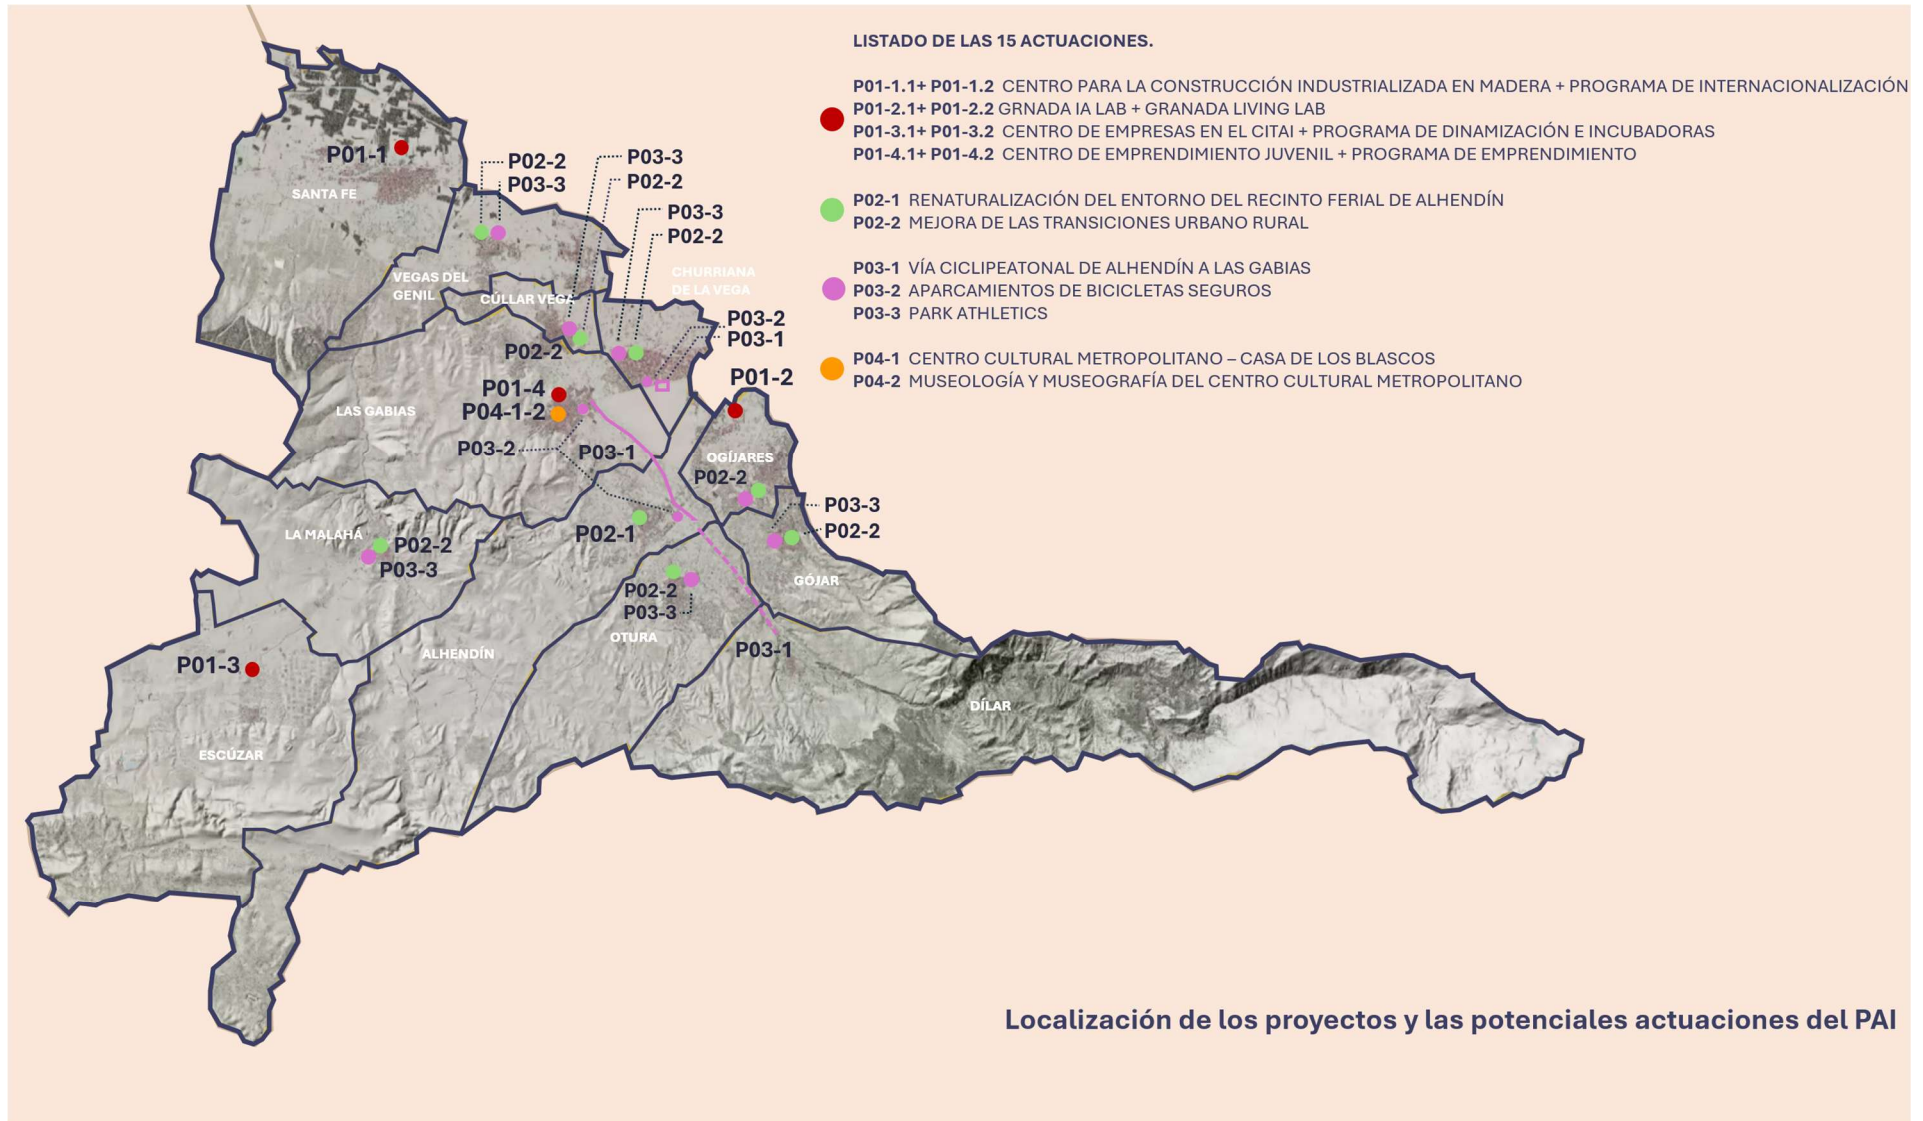 LISTADO DE LAS 15 ACTUACIONES.
P01-1.1+ P01-1.2 CENTRO PARA LA CONSTRUCCIÓN INDUSTRIALIZADA EN MADERA + PROGRAMA DE INTERNACIONALIZACIÓN
P01-2.1+ P01-2.2 GRNADA IA LAB + GRANADA LIVING LAB
P01-3.1+ P01-3.2 CENTRO DE EMPRESAS EN EL CITAI + PROGRAMA DE DINAMIZACIÓN E INCUBADORAS
P01-4.1+ P01-4.2 CENTRO DE EMPRENDIMIENTO JUVENIL + PROGRAMA DE EMPRENDIMIENTO
P02-1 RENATURALIZACIÓN DEL ENTORNO DEL RECINTO FERIAL DE ALHENDÍN
P02-2 MEJORA DE LAS TRANSICIONES URBANO RURAL
P03-1 VÍA CICLIPEATONAL DE ALHENDÍN A LAS GABIAS
P03-2 APARCAMIENTOS DE BICICLETAS SEGUROS
P03-3 PARK ATHLETICS
P04-1 CENTRO CULTURAL METROPOLITANO – CASA DE LOS BLASCOS
P04-2 MUSEOLOGÍA Y MUSEOGRAFÍA DEL CENTRO CULTURAL METROPOLITANO
P01-1
SANTA FE
P02-2
P03-3
P03-3
P02-2
P03-3
P02-2
VEGAS DEL
GENIL
CÚLLAR VEGA
CHURRIANA
DE LA VEGA
P03-2
P03-1
P02-2
P01-2
P01-4
P04-1-2
LAS GABIAS
P03-2
P03-1
OGÍJARES
P02-2
P03-3
P02-2
LA MALAHÁ
P02-2
P03-3
P02-1
GÓJAR
P02-2
P03-3
OTURA
P03-1
ALHENDÍN
P01-3
DÍLAR
ESCÚZAR
Localización de los proyectos y las potenciales actuaciones del PAI